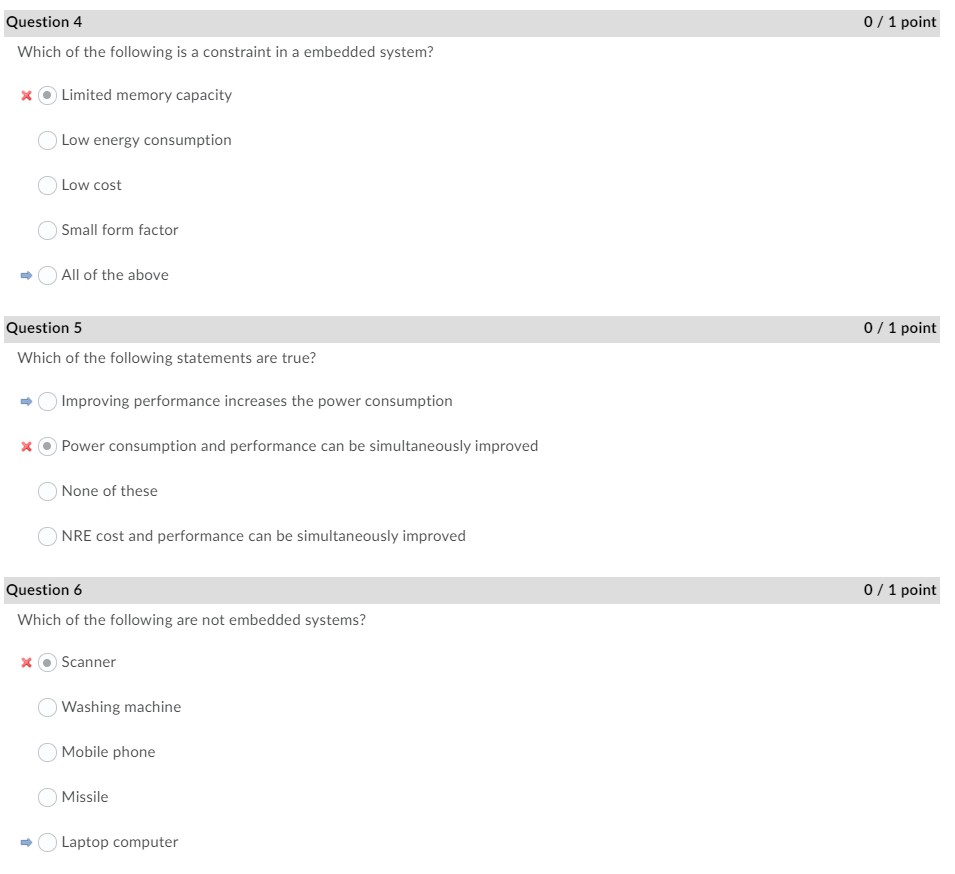 Question 4 0 / 1 point
Which of the following is a constraint in a embedded system?
Limited memory capacity
Low energy consumption
Low cost
Small form factor
All of the above
Question 5 0 / 1 point
Which of the following statements are true?
Improving performance increases the power consumption
Power consumption and performance can be simultaneously improved
None of these
NRE cost and performance can be simultaneously improved
Question 6 0 / 1 point
Which of the following are not embedded systems?
Scanner
Washing machine
Mobile phone
Missile
Laptop computer